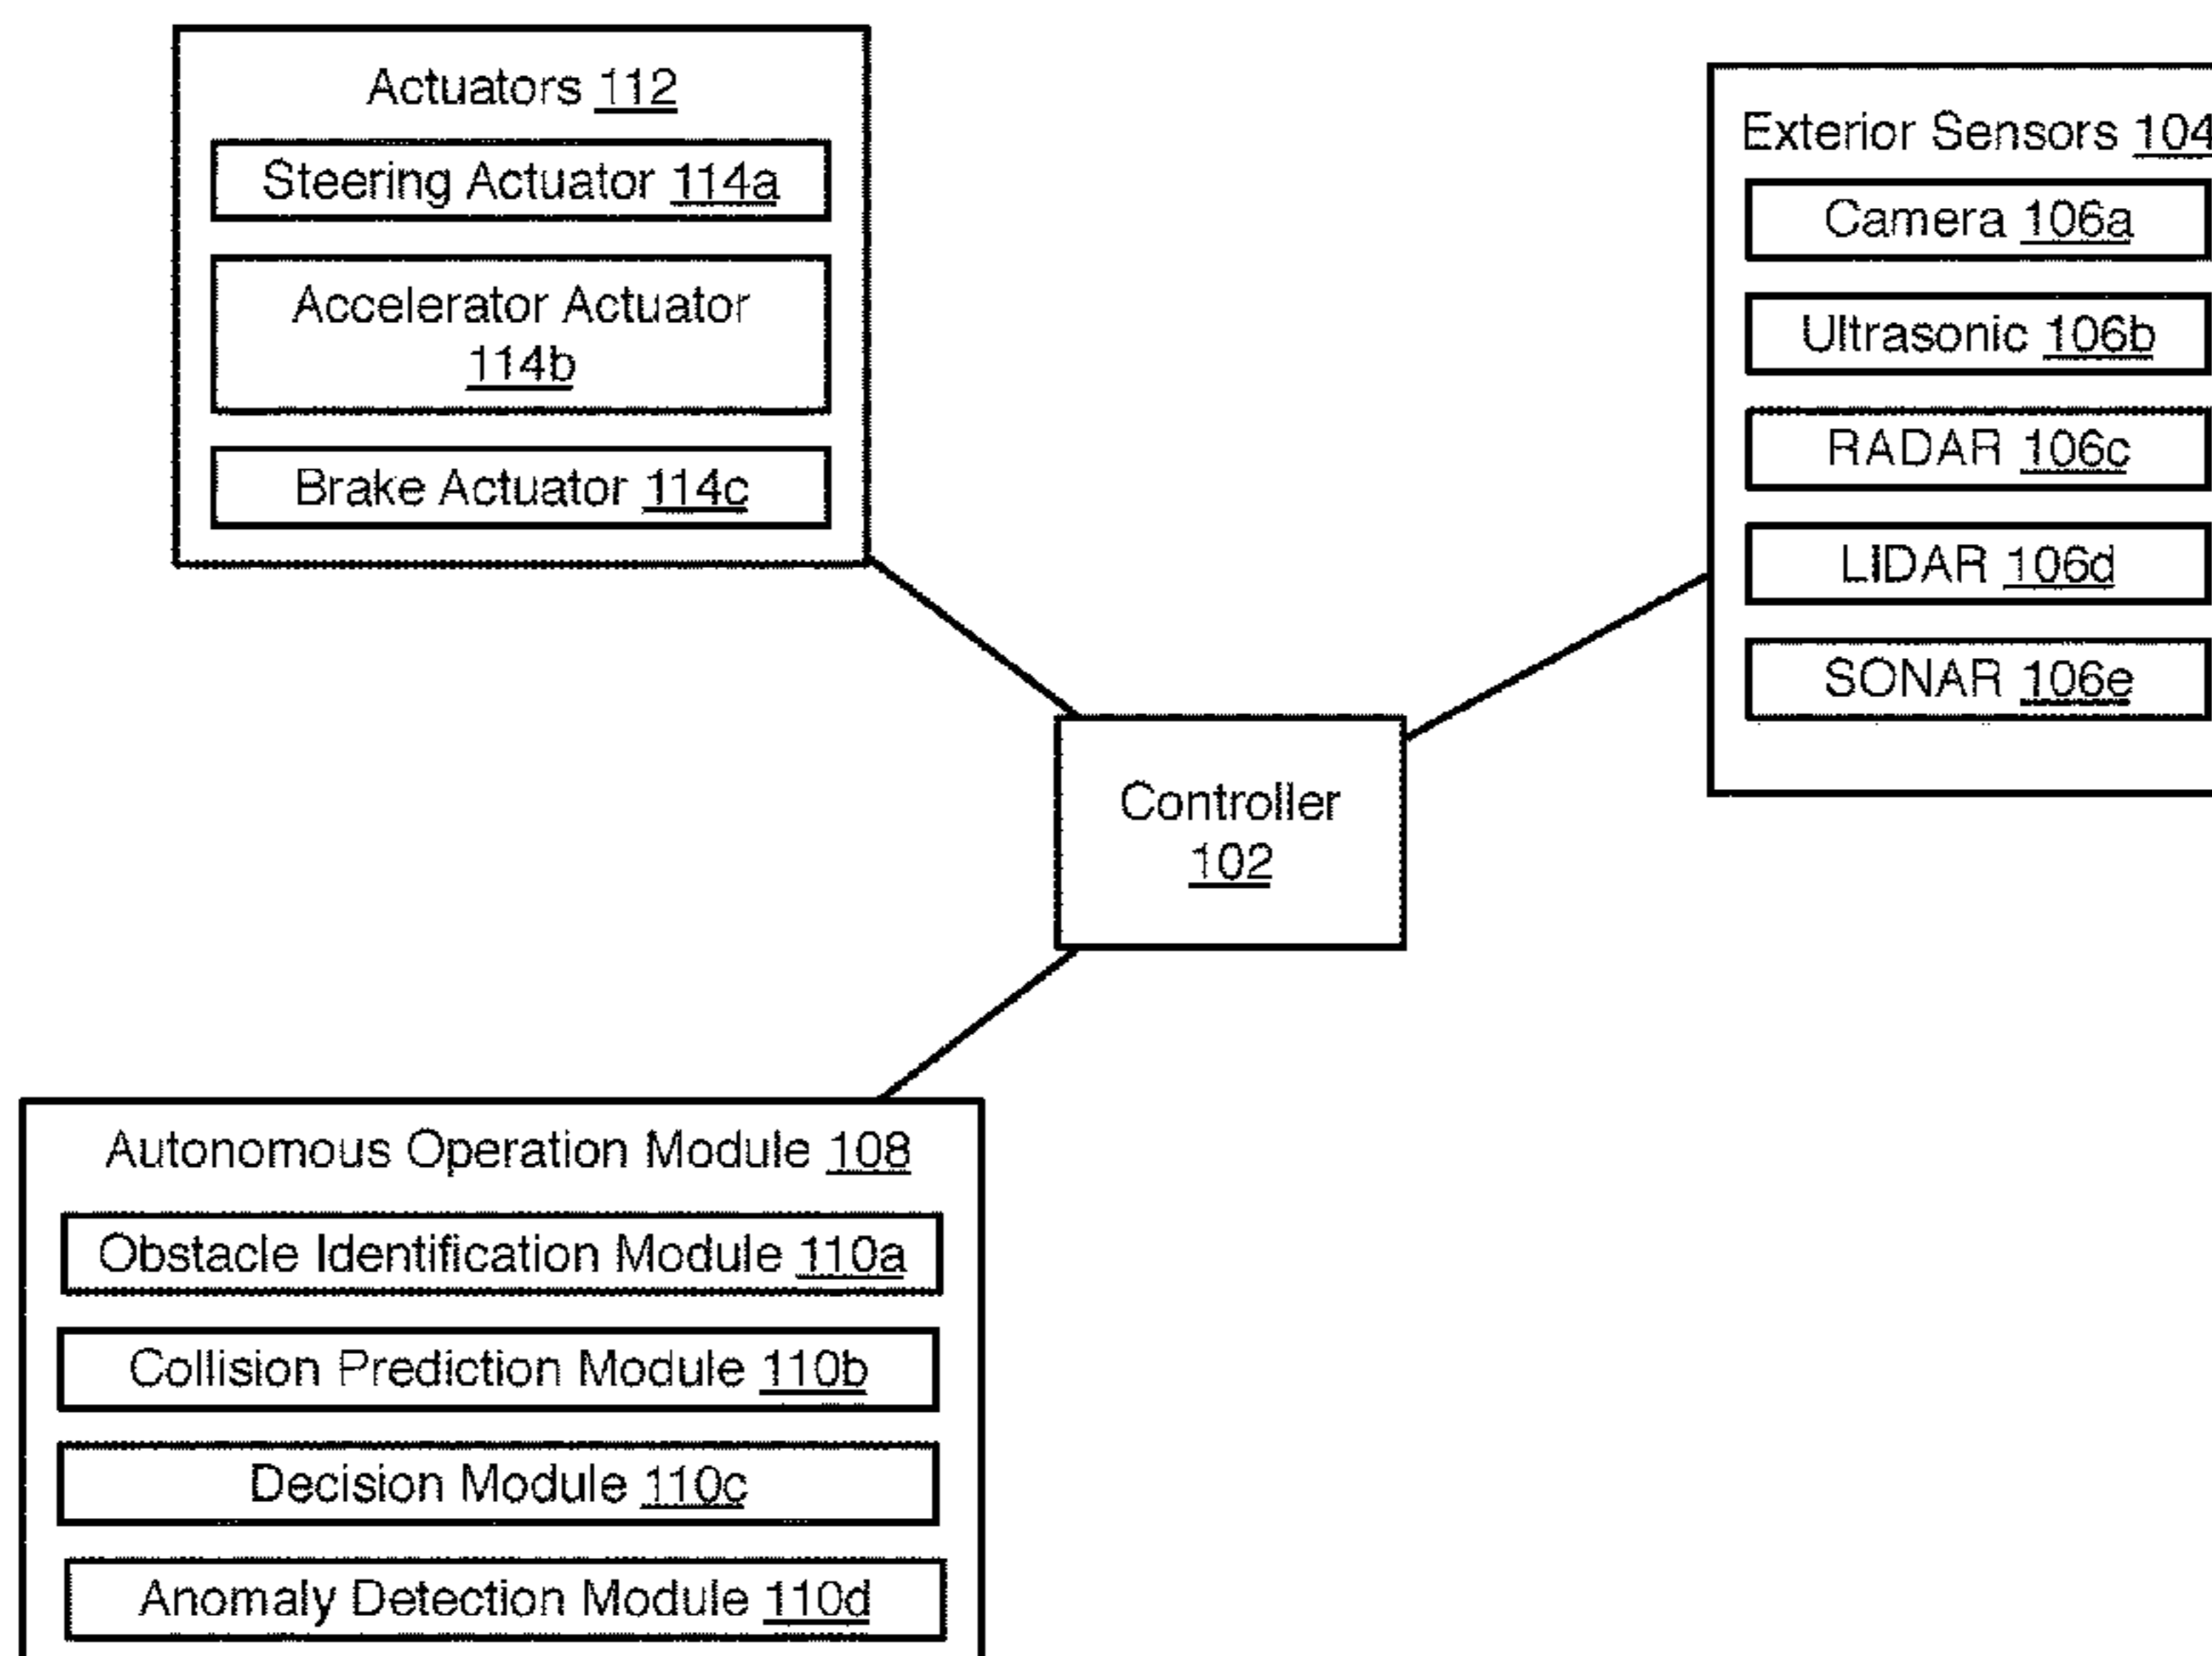 Actuators 112
Steering Actuator 114a
Accelerator Actuator
114b
Brake Actuator 114c
Exterior Sensors 104
Camera 106a
Ultrasonic 106b
RADAR 106c
LIDAR 106d
SONAR 106e
Controller
102
Autonomous Operation Module 108
Obstacle Identification Module 110a
Collision Prediction Module 110b
Decision Module 110c
Anomaly Detection Module 110d